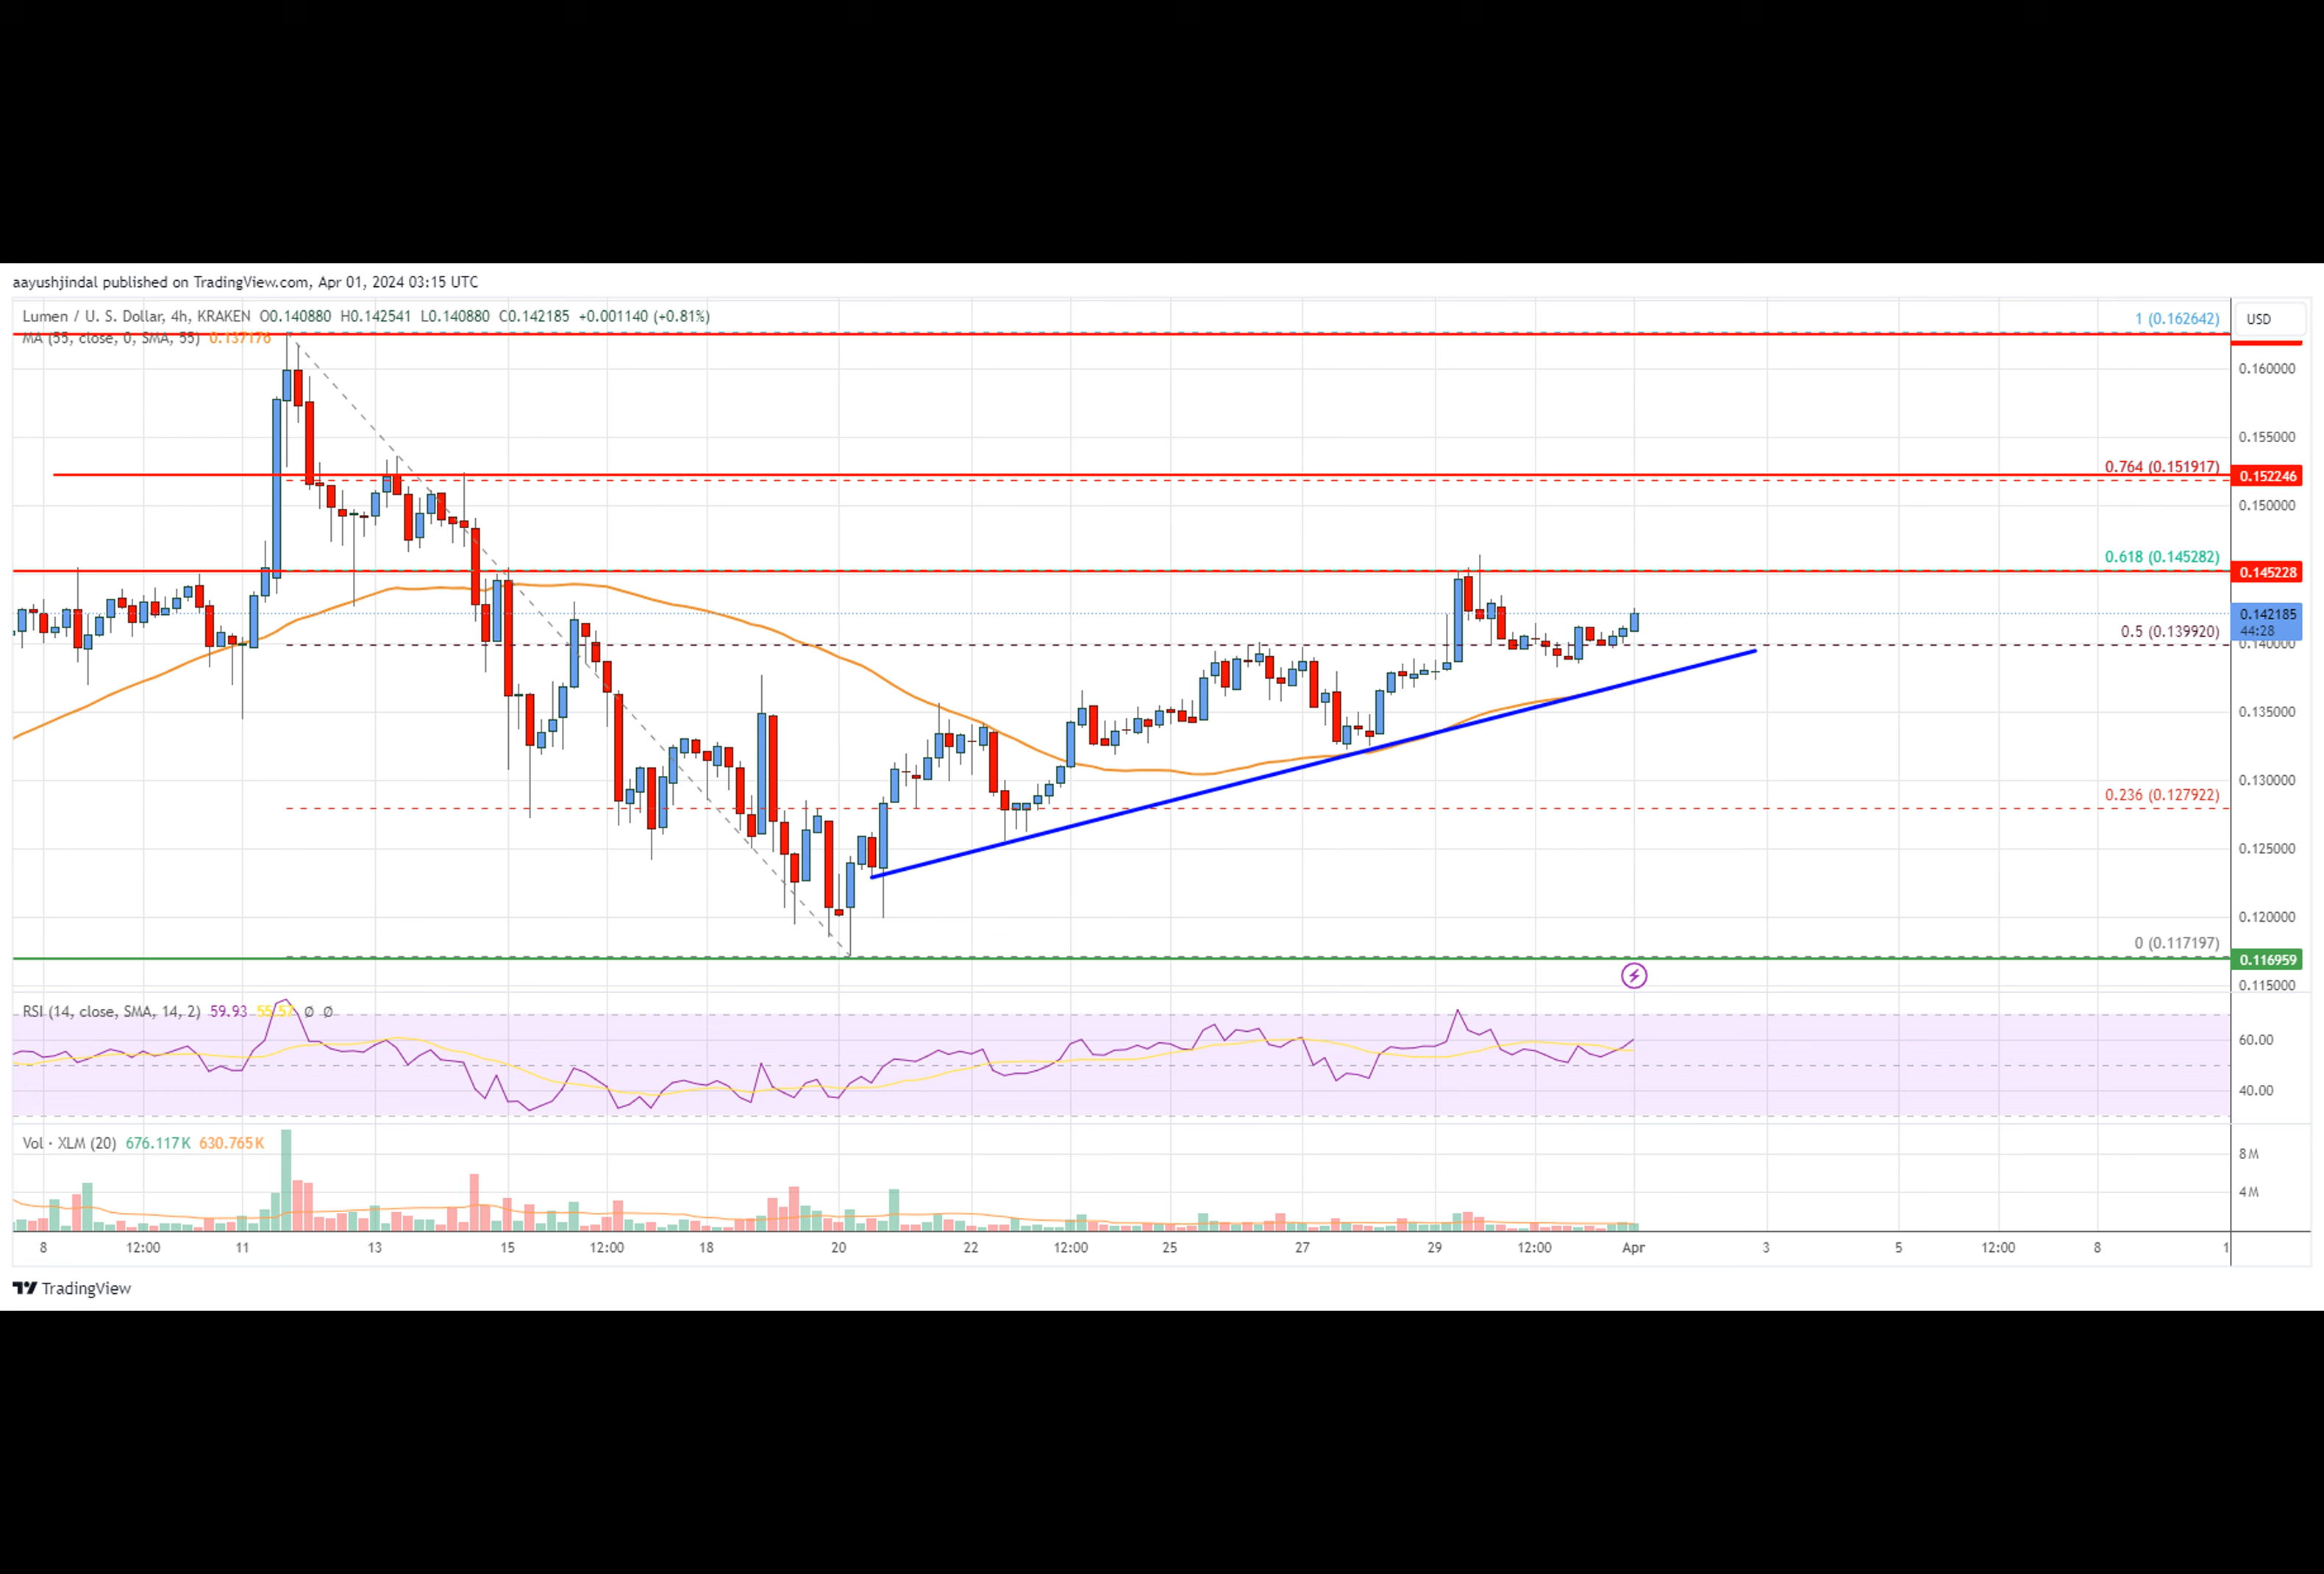 aayushjindal published on TradingView.com, Apr 01, 2024 03:15 UTC
Lumen / U. S. Dollar, 4h, KRAKEN O0.140880 H0.142541 L0.140880 C0.142185 +0.001140 (+0.81%)
MA (55, close, 0, SMA, 55) 0.137176
1 (0.162642)
USD
0.160000
0.155000
0.764 (0.151917)
0.152246
0.150000
0.618 (0.145282)
0.145228
0.142185
44:28
0.5 (0.139920)
0.140000
0.135000
0.130000
0.236 (0.127922)
0.125000
0.120000
0 (0.117197)
0.116959
0.115000
RSI (14, close, SMA, 14, 2) 59.93 55.57 Ø Ø
60.00
40.00
Vol · XLM (20) 676.117K 630.765K
8M
4M
8 12:00 11 13 15 12:00 18 20 22 12:00 25 27 29 12:00 Apr 3 5 12:00 8 1
TradingView